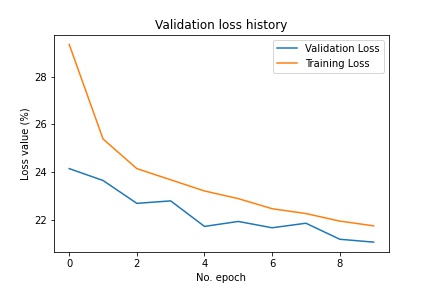 Validation loss history
Validation Loss
Training Loss
Loss value (%)
28
26
24
22
0
2
4
6
8
No. epoch